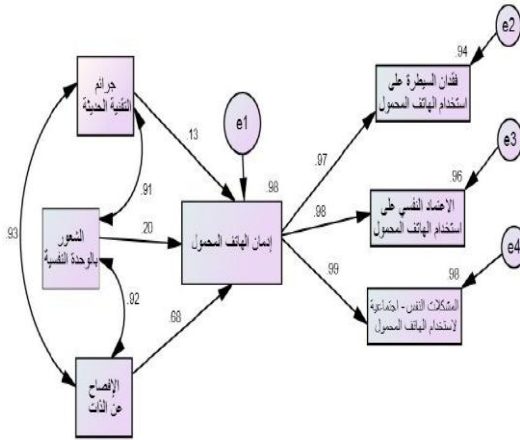 e2
.94
فقدان السيطرة على
استخدام الهاتف المحمول
جرائم
التقنية الحديثة
e1
.13
.97
e3
.96
.91
.98
الاعتماد النفسي على
استخدام الهاتف المحمول
.93
الشعور
بالوحدة النفسية
.20
إدمان الهاتف المحمول
.98
e4
.98
.92
.99
المشكلات النفس - اجتماعية
لاستخدام الهاتف المحمول
.68
الإفصاح
عن الذات